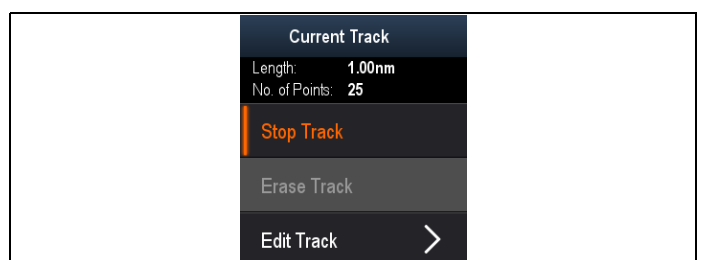 Current Track
Length: 1.00nm
No. of Points: 25
Stop Track
Erase Track
Edit Track